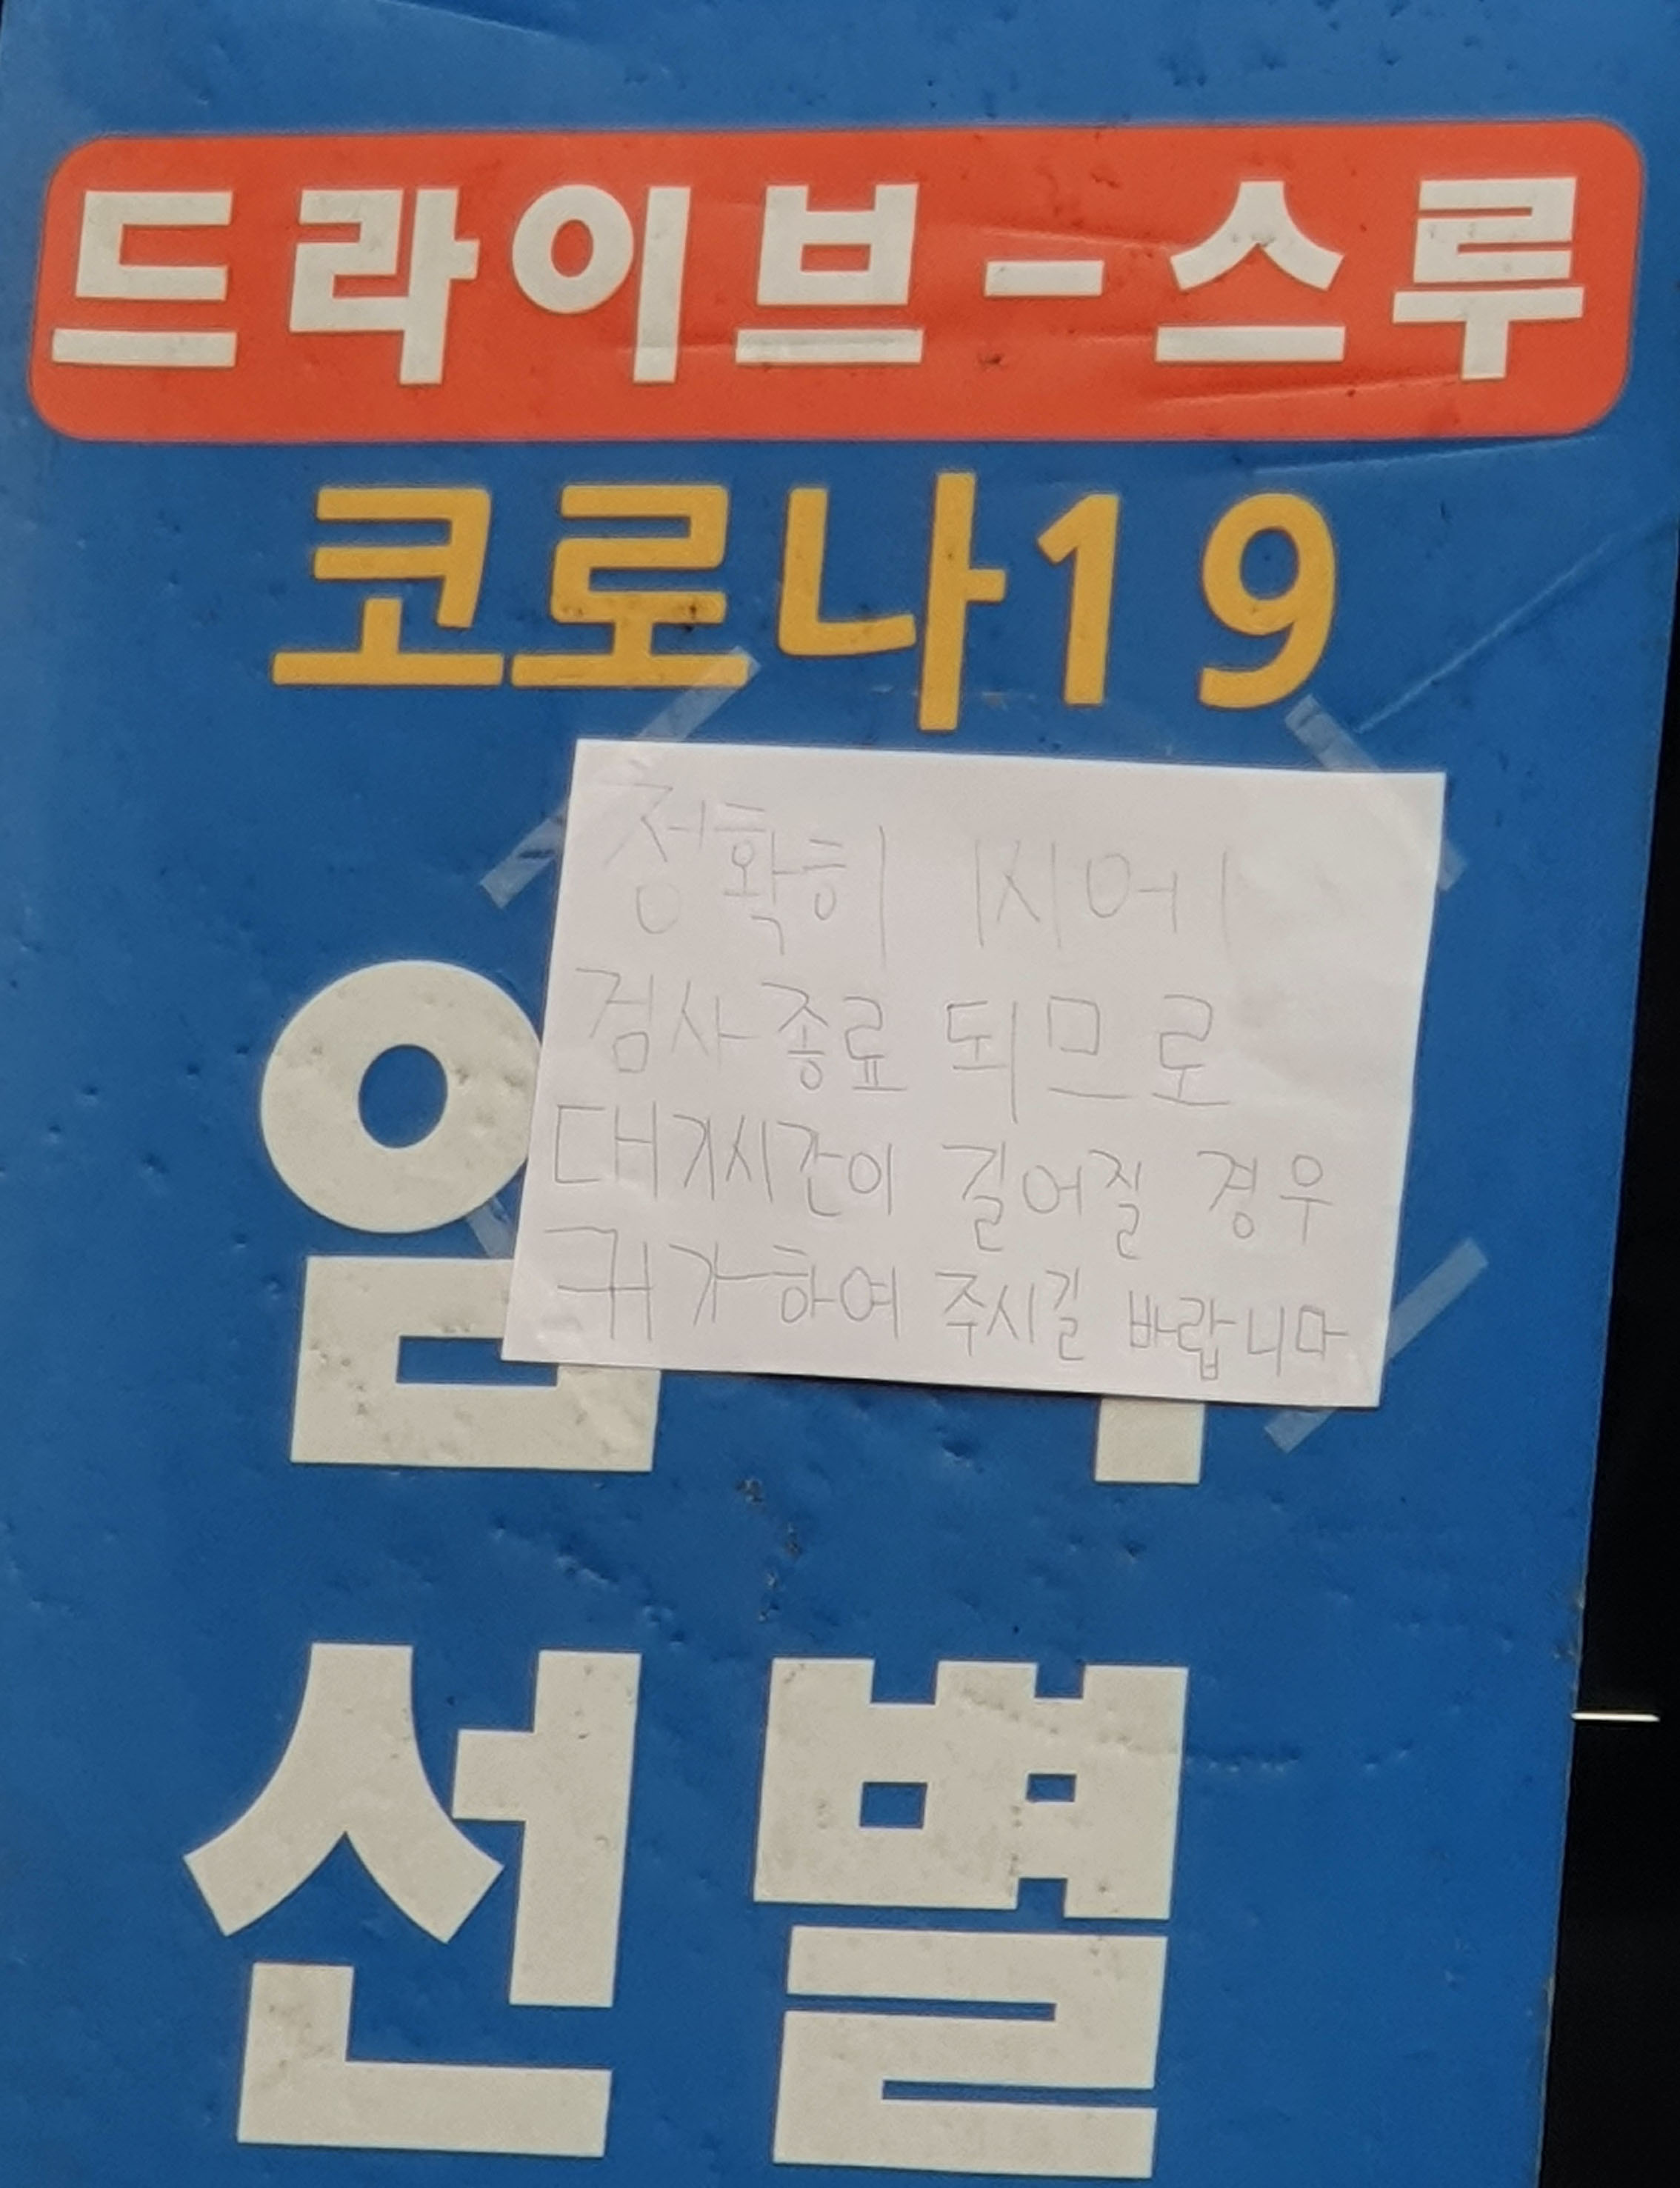 드라이브-스루
코로나19
정확히 1시에
검사종료 되므로
대기시간이 길어질 경우
귀가하여 주시길 바랍니다
선별